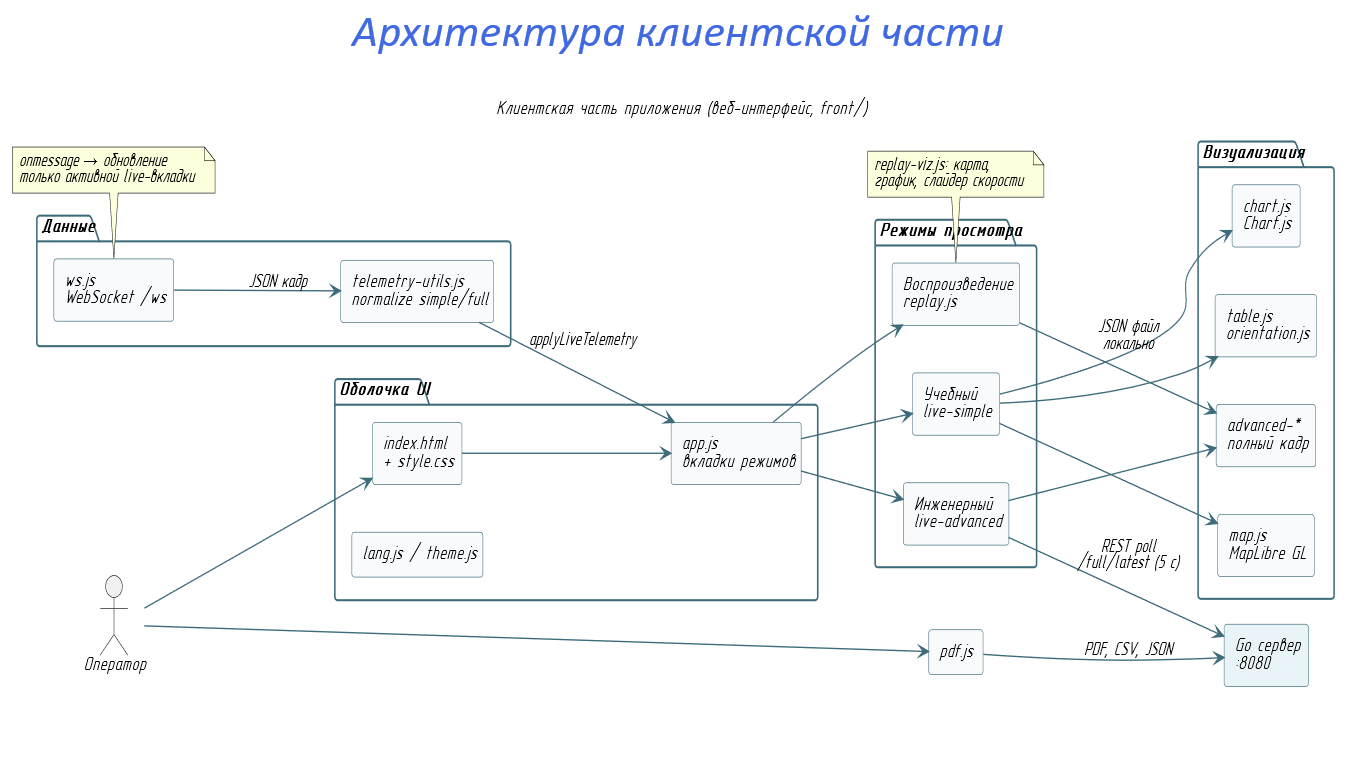 Архитектура клиентской части
Клиентская часть приложения (веб-интерфейс, front/)
onmessage → обновление
только активной live-вкладки
Данные
ws.js
WebSocket /ws
JSON кадр
telemetry-utils.js
normalize simple/full
applyLiveTelemetry
Оболочка UI
index.html
+ style.css
app.js
вкладки режимов
lang.js / theme.js
Оператор
replay-viz.js: карта,
график, слайдер скорости
Режимы просмотра
Воспроизведение
replay.js
Учебный
live-simple
Инженерный
live-advanced
JSON файл
локально
REST poll
/full/latest (5 с)
Визуализация
chart.js
Chart.js
table.js
orientation.js
advanced-*
полный кадр
map.js
MapLibre GL
pdf.js
PDF, CSV, JSON
Go сервер
:8080